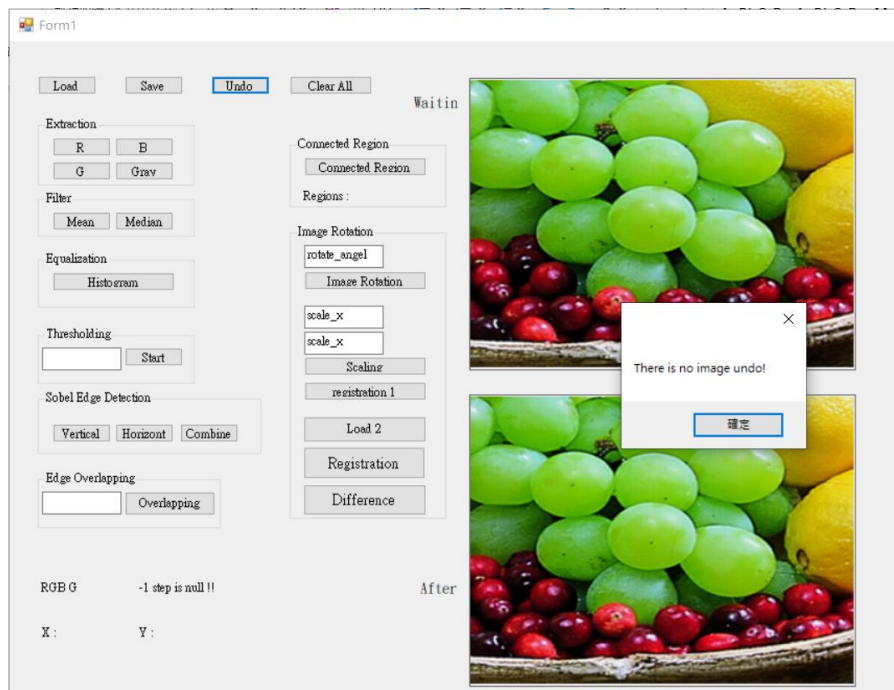 Form1
Load
Save
Undo
Clear All
Waitin
Extraction
R
B
G
Grav
Filter
Mean
Median
Equalization
Histogram
Thresholding
Start
Sobel Edge Detection
Vertical
Horizont
Combine
Edge Overlapping
Overlapping
RGB G
-1 step is null !!
X :
Y :
Connected Region
Connected Region
Regions :
Image Rotation
rotate_angel
Image Rotation
scale_x
scale_x
Scaling
registration 1
Load 2
Registration
Difference
After
There is no image undo!
確定